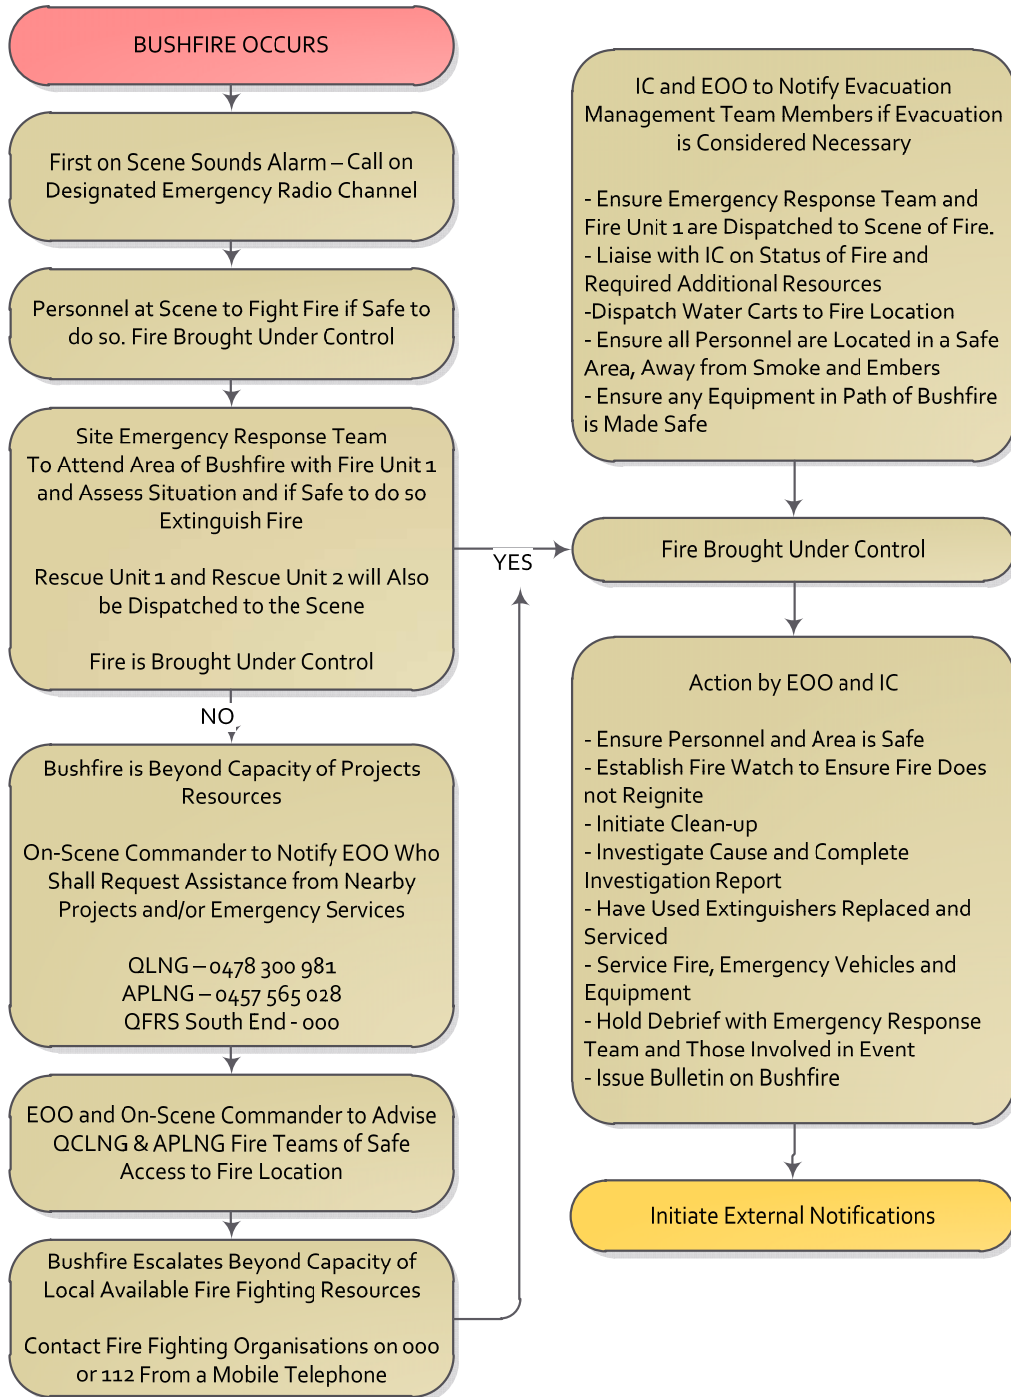 BUSHFIRE OCCURS
First on Scene Sounds Alarm – Call on
Designated Emergency Radio Channel
Personnel at Scene to Fight Fire if Safe to
do so. Fire Brought Under Control
Site Emergency Response Team
To Attend Area of Bushfire with Fire Unit 1
and Assess Situation and if Safe to do so
Extinguish Fire
Rescue Unit 1 and Rescue Unit 2 will Also
be Dispatched to the Scene
Fire is Brought Under Control
YES
NO
Bushfire is Beyond Capacity of Projects
Resources
On-Scene Commander to Notify EOO Who
Shall Request Assistance from Nearby
Projects and/or Emergency Services
QLNG – 0478 300 981
APLNG – 0457 565 028
QFRS South End - 000
EOO and On-Scene Commander to Advise
QCLNG & APLNG Fire Teams of Safe
Access to Fire Location
Bushfire Escalates Beyond Capacity of
Local Available Fire Fighting Resources
Contact Fire Fighting Organisations on 000
or 112 From a Mobile Telephone
IC and EOO to Notify Evacuation
Management Team Members if Evacuation
is Considered Necessary
- Ensure Emergency Response Team and
Fire Unit 1 are Dispatched to Scene of Fire.
- Liaise with IC on Status of Fire and
Required Additional Resources
-Dispatch Water Carts to Fire Location
- Ensure all Personnel are Located in a Safe
Area, Away from Smoke and Embers
- Ensure any Equipment in Path of Bushfire
is Made Safe
Fire Brought Under Control
Action by EOO and IC
- Ensure Personnel and Area is Safe
- Establish Fire Watch to Ensure Fire Does
not Reignite
- Initiate Clean-up
- Investigate Cause and Complete
Investigation Report
- Have Used Extinguishers Replaced and
Serviced
- Service Fire, Emergency Vehicles and
Equipment
- Hold Debrief with Emergency Response
Team and Those Involved in Event
- Issue Bulletin on Bushfire
Initiate External Notifications